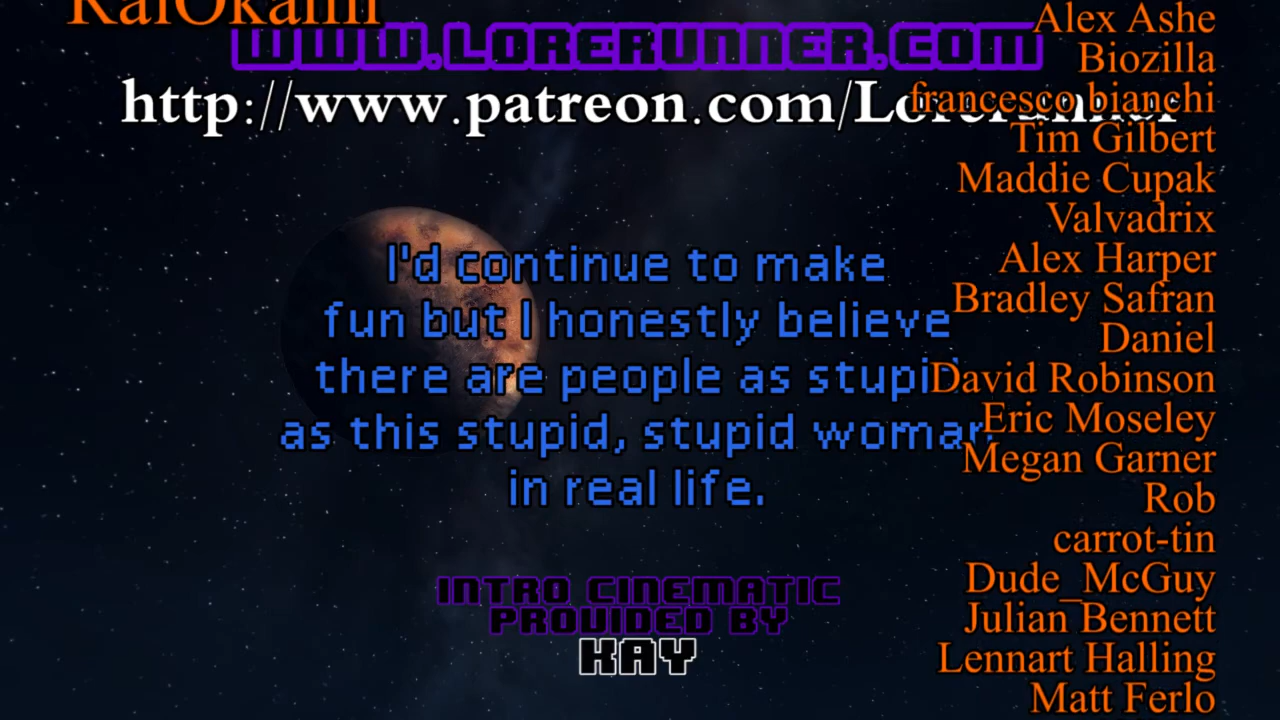 KaiOkami
WWW.LORERUNNER.COM
http://www.patreon.com/Lorerunner
I'd continue to make
fun but I honestly believe
there are people as stupid
as this stupid, stupid woman
in real life.
INTRO CINEMATIC
PROVIDED BY
KAY
Alex Ashe
Biozilla
francesco bianchi
Tim Gilbert
Maddie Cupak
Valvadrix
Alex Harper
Bradley Safran
Daniel
David Robinson
Eric Moseley
Megan Garner
Rob
carrot-tin
Dude_McGuy
Julian Bennett
Lennart Halling
Matt Ferlo